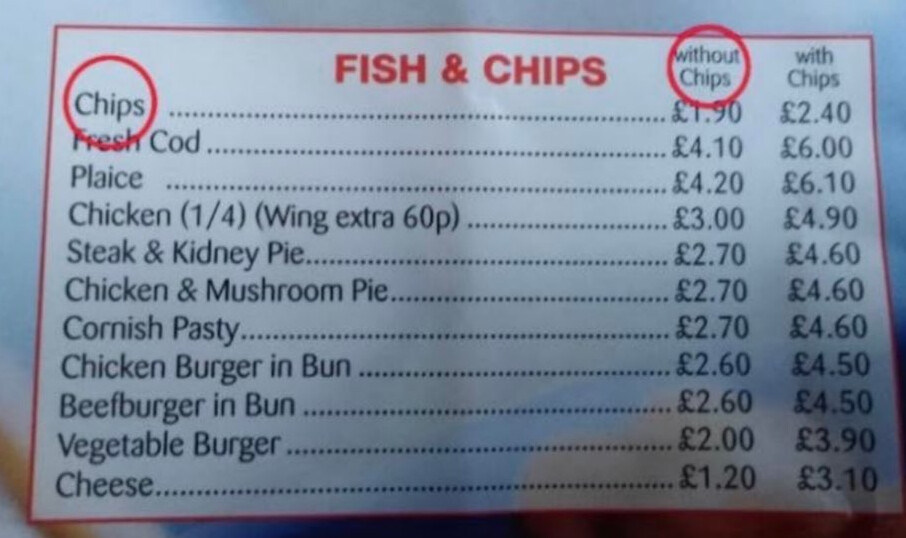 FISH & CHIPS without Chips with Chips
Chips .......... £1.90 £2.40
Fresh Cod .......... £4.10 £6.00
Plaice .......... £4.20 £6.10
Chicken (1/4) (Wing extra 60p) .......... £3.00 £4.90
Steak & Kidney Pie.......... £2.70 £4.60
Chicken & Mushroom Pie.......... £2.70 £4.60
Cornish Pasty.......... £2.70 £4.60
Chicken Burger in Bun .......... £2.60 £4.50
Beefburger in Bun .......... £2.60 £4.50
Vegetable Burger .......... £2.00 £3.90
Cheese.......... £1.20 £3.10